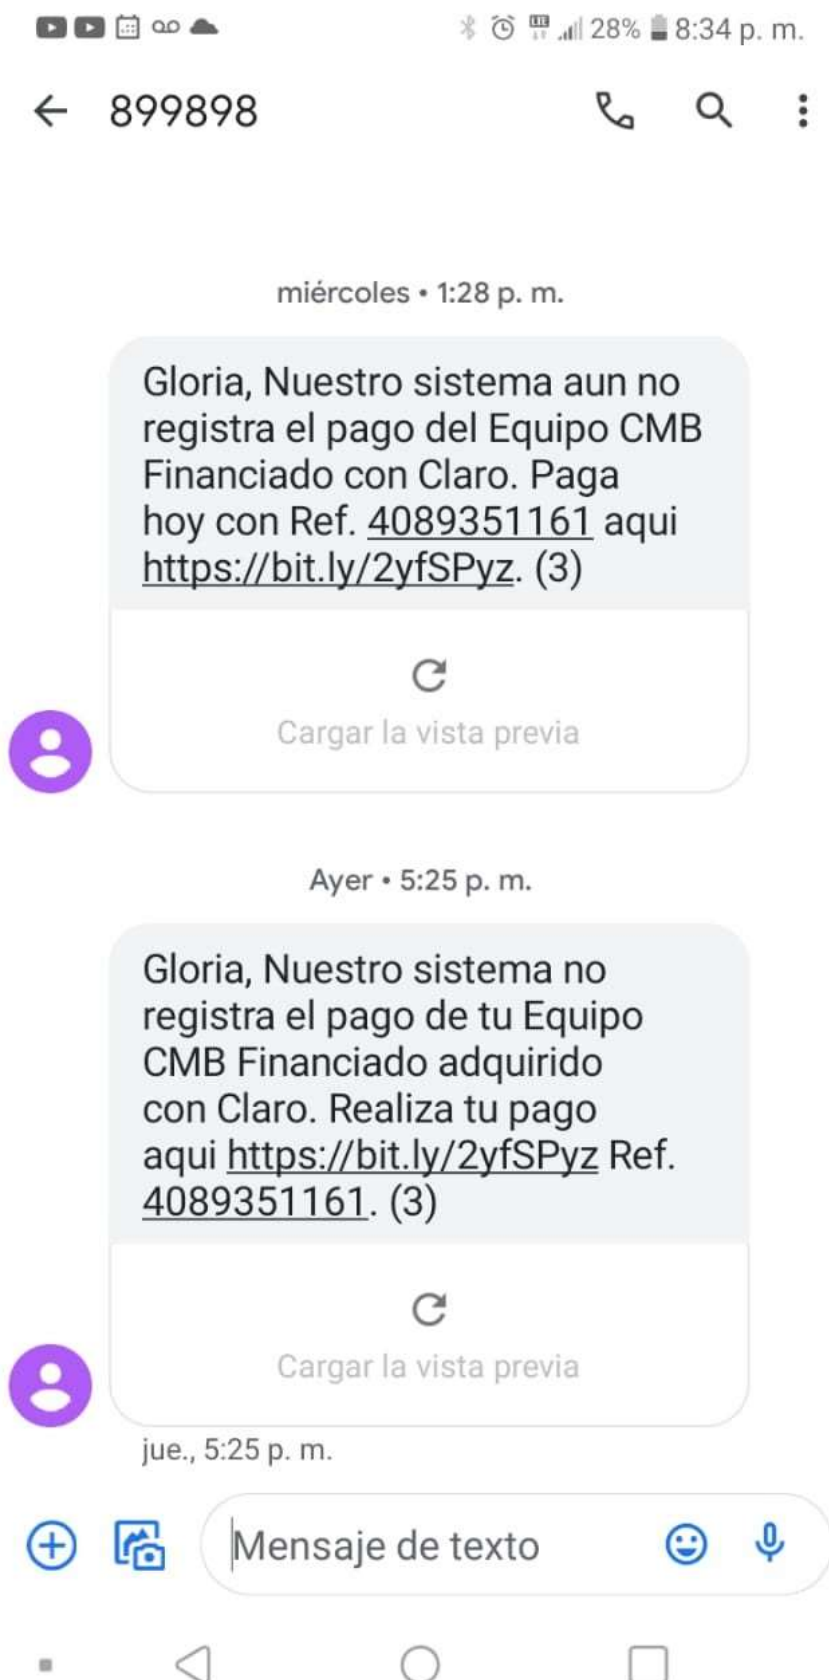 28% 8:34 p. m.
899898
miércoles • 1:28 p. m.
Gloria, Nuestro sistema aun no
registra el pago del Equipo CMB
Financiado con Claro. Paga
hoy con Ref. 4089351161 aqui
https://bit.ly/2yfSPyz. (3)
Cargar la vista previa
Ayer • 5:25 p. m.
Gloria, Nuestro sistema no
registra el pago de tu Equipo
CMB Financiado adquirido
con Claro. Realiza tu pago
aqui https://bit.ly/2yfSPyz Ref.
4089351161. (3)
Cargar la vista previa
jue., 5:25 p. m.
Mensaje de texto